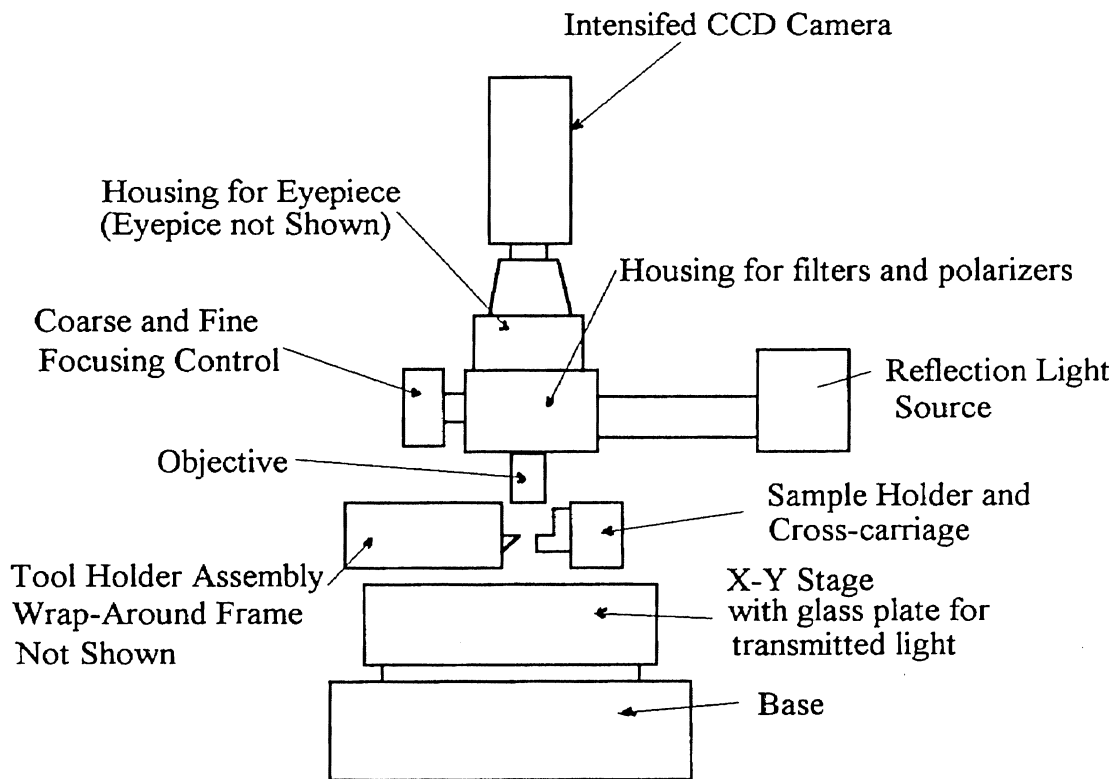 Intensifed CCD Camera
Housing for Eyepiece
(Eyepice not Shown)
Housing for filters and polarizers
Coarse and Fine
Focusing Control
Reflection Light
Source
Objective
Sample Holder and
Cross-carriage
Tool Holder Assembly
Wrap-Around Frame
Not Shown
X-Y Stage
with glass plate for
transmitted light
Base